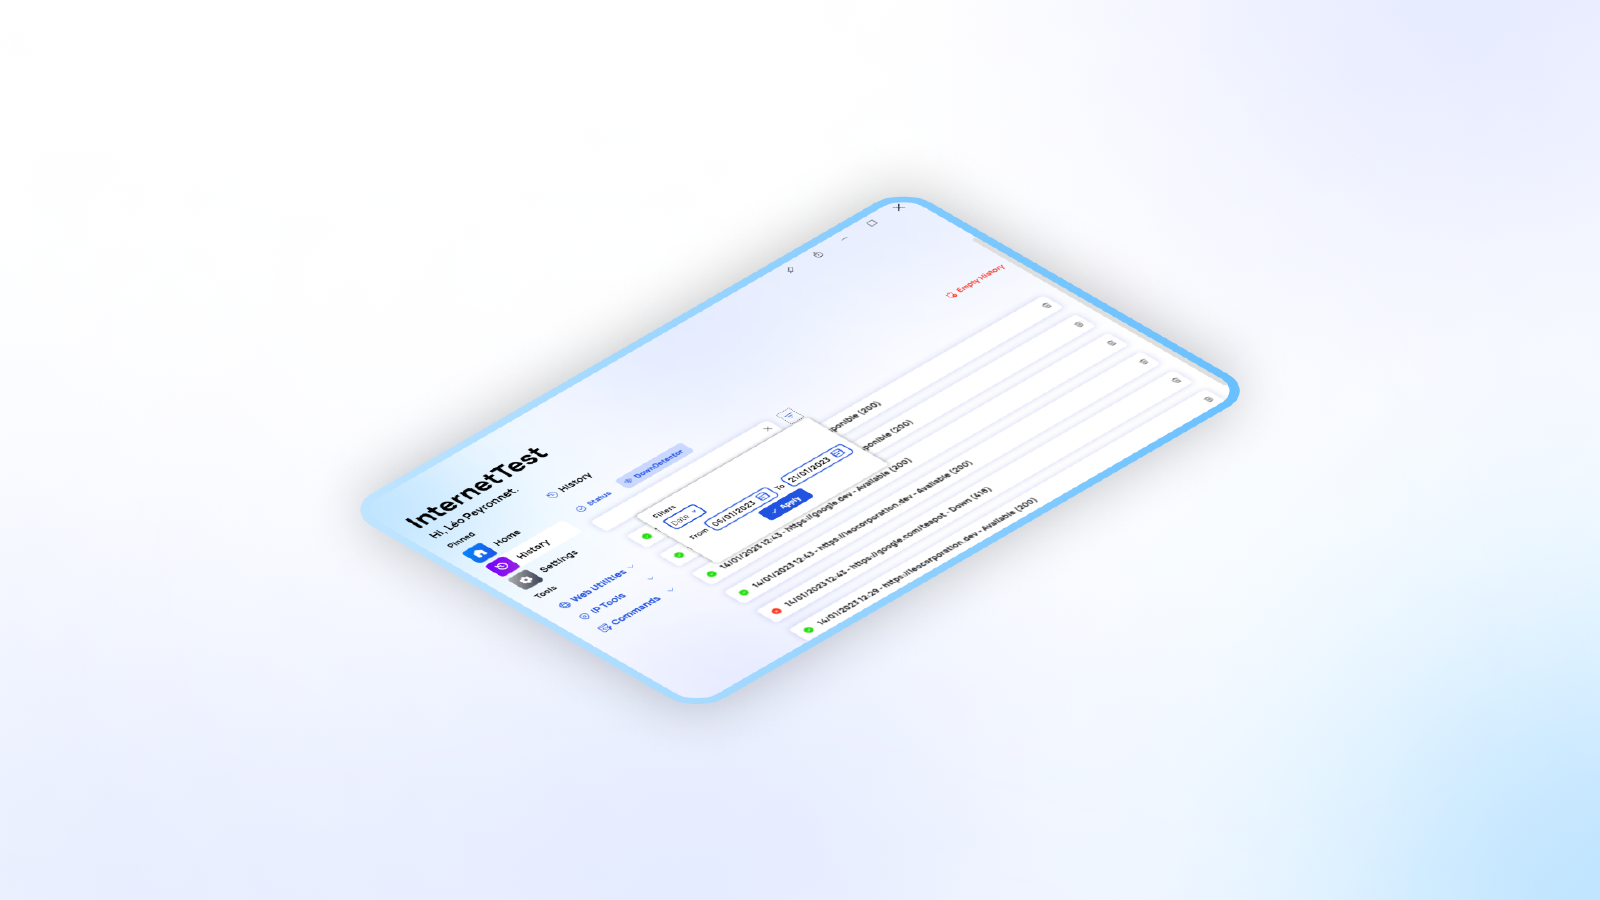 InternetTest
Hi, Léo Peyronnet.
Pinned
Home
History
Settings
Tools
Web Utilities
IP Tools
Commands
History
Status
DownDetector
Empty History
Filters
Date
From 06/01/2023 To 21/01/2023
Apply
ponible (200)
ponible (200)
14/01/2023 12:43 - https://google.dev - Available (200)
14/01/2023 12:43 - https://leocorporation.dev - Available (200)
14/01/2023 12:43 - https://google.com/teapot - Down (418)
14/01/2023 12:29 - https://leocorporation.dev - Available (200)